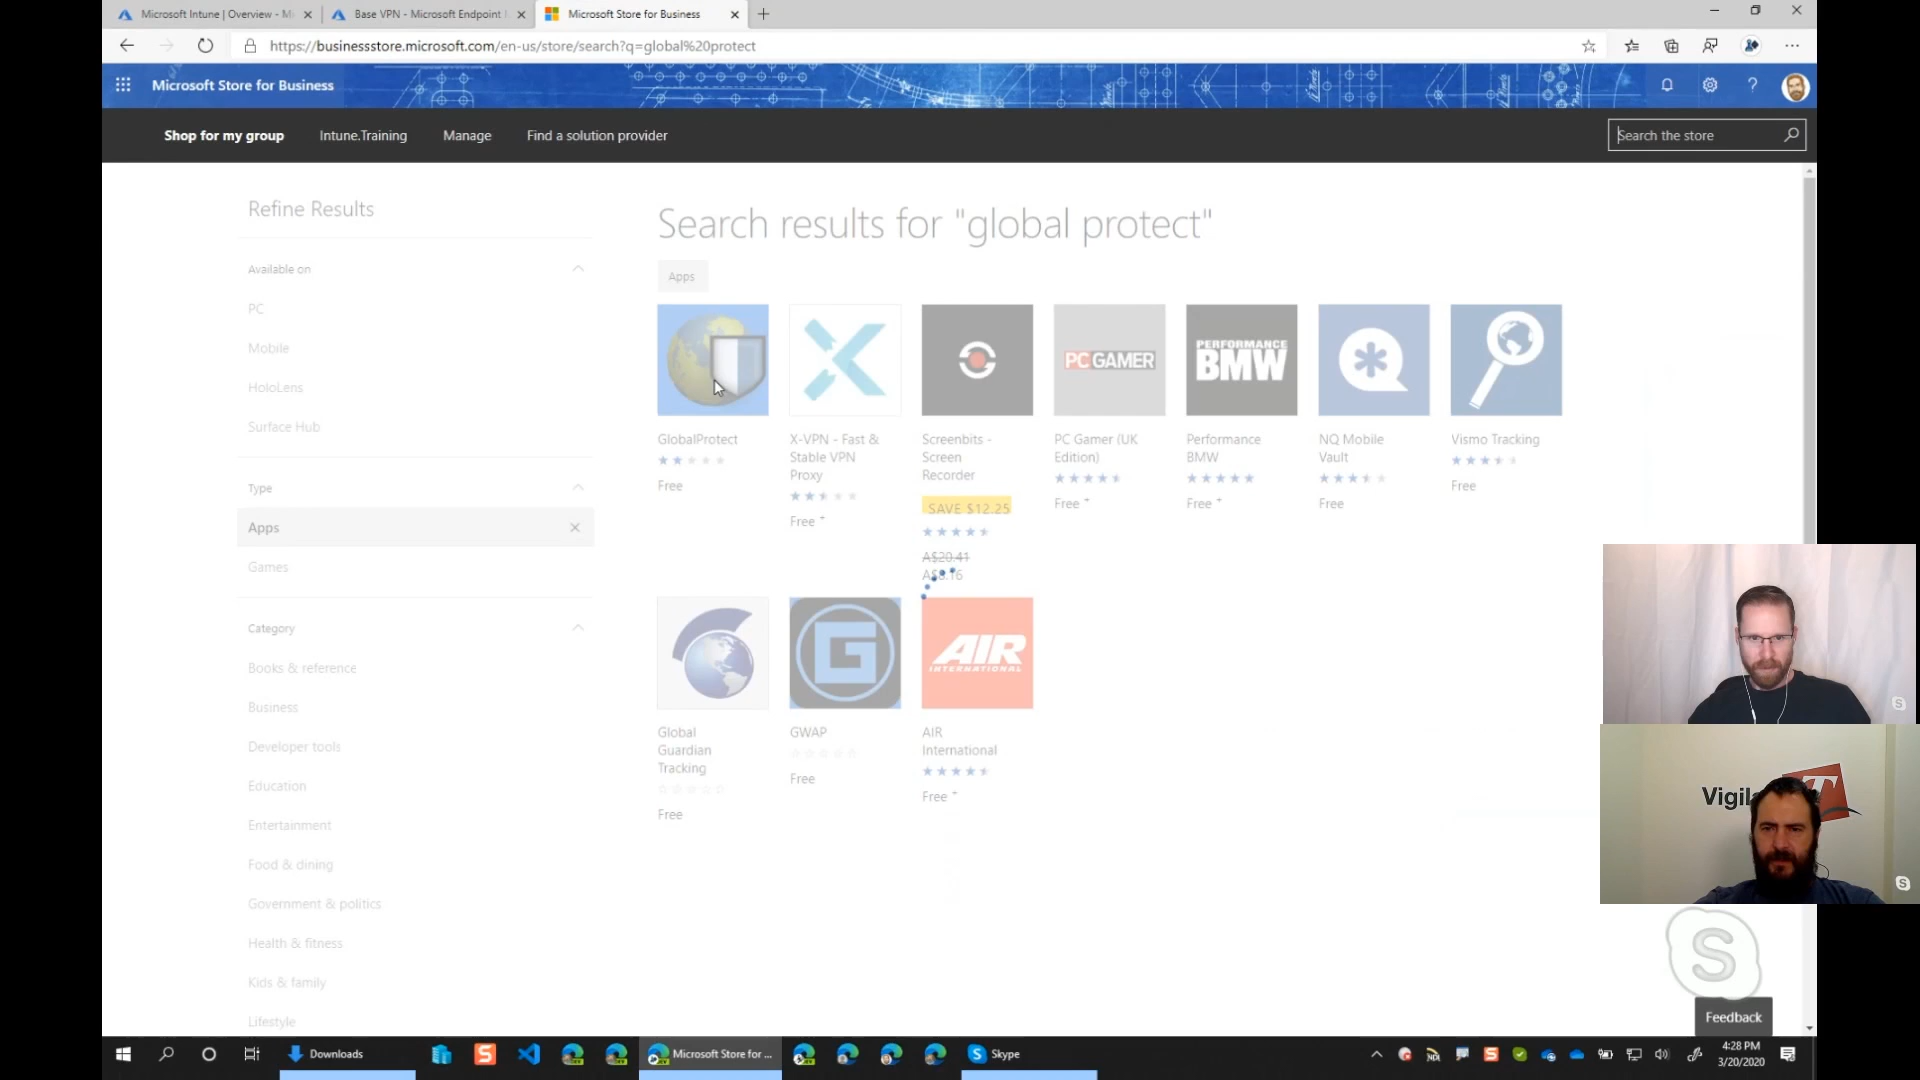 Microsoft Intune | Overview - M
Base VPN - Microsoft Endpoint
Microsoft Store for Business
https://businessstore.microsoft.com/en-us/store/search?q=global%20protect
Microsoft Store for Business
Shop for my group
Intune.Training
Manage
Find a solution provider
Search the store
Refine Results
Available on
PC
Mobile
HoloLens
Surface Hub
Type
Apps
Games
Category
Books & reference
Business
Developer tools
Education
Entertainment
Food & dining
Government & politics
Health & fitness
Kids & family
Lifestyle
Search results for "global protect"
Apps
PC GAMER
PERFORMANCE
BMW
GlobalProtect
Free
X-VPN - Fast &
Stable VPN
Proxy
Free +
Screenbits -
Screen
Recorder
SAVE $12.25
A$20.41
A$8.16
PC Gamer (UK
Edition)
Free +
Performance
BMW
Free +
NQ Mobile
Vault
Free
Vismo Tracking
Free
G
AIR
INTERNATIONAL
Global
Guardian
Tracking
Free
GWAP
Free
AIR
International
Free +
T
Feedback
Downloads
Microsoft Store for ...
Skype
4:28 PM
3/20/2020